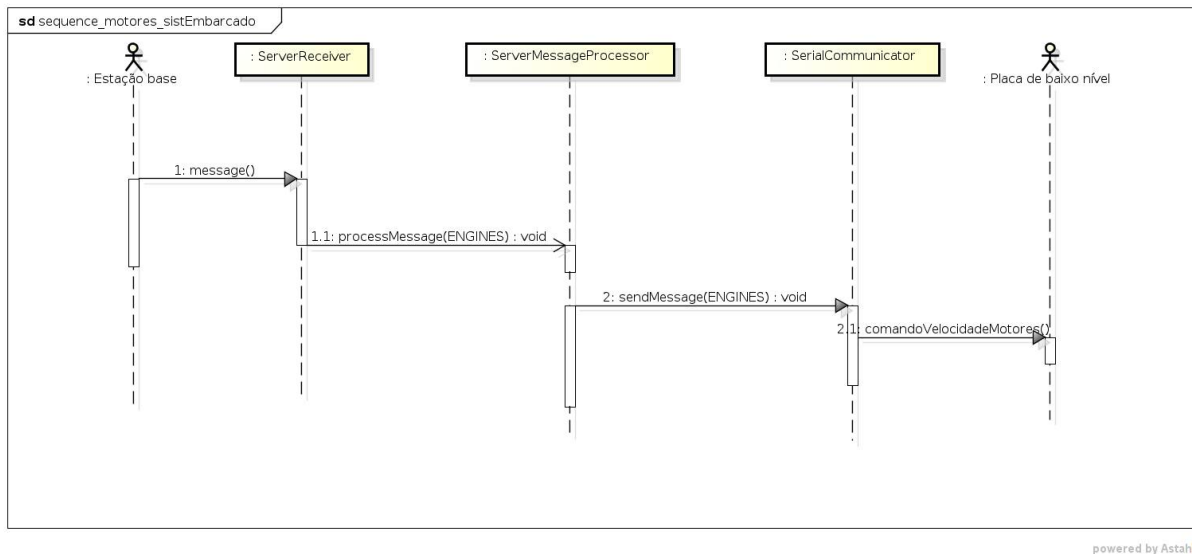 sd sequence_motores_sistEmbarcado
: Estação base
: ServerReceiver
: ServerMessageProcessor
: SerialCommunicator
: Placa de baixo nível
1: message()
1.1: processMessage(ENGINES) : void
2: sendMessage(ENGINES) : void
2.1: comandoVelocidadeMotores()
powered by Astah